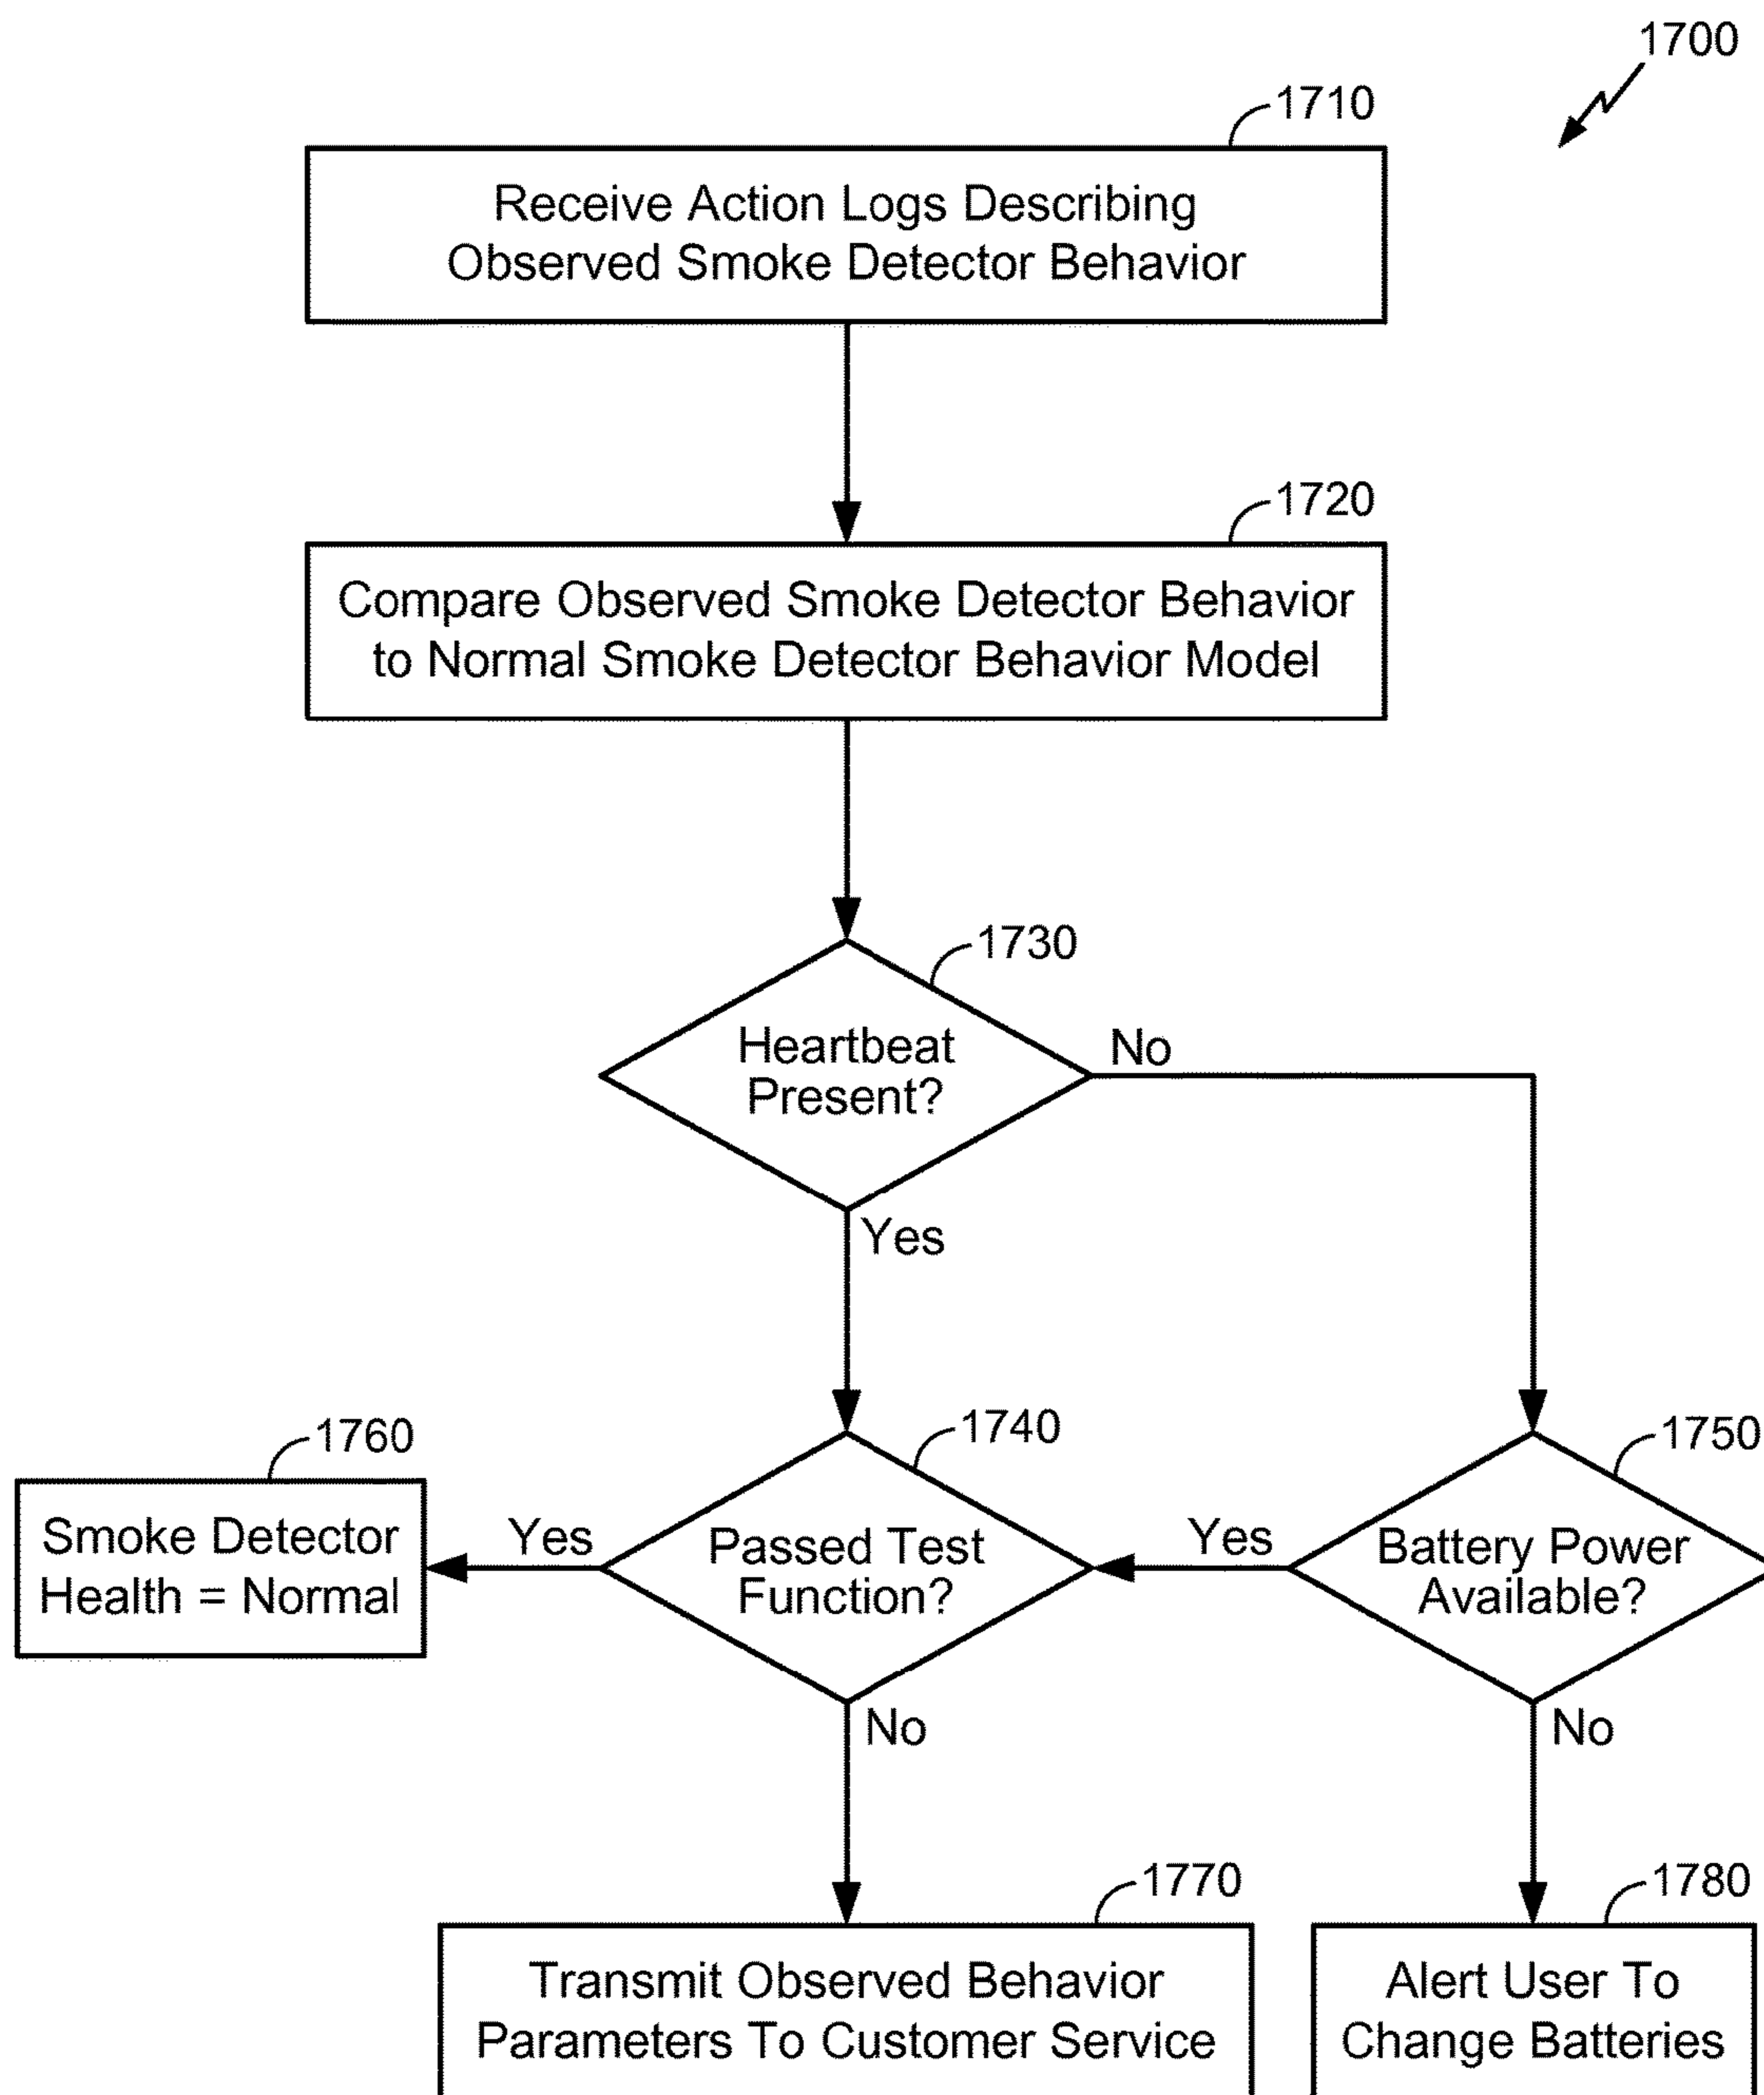 1700
1710
Receive Action Logs Describing
Observed Smoke Detector Behavior
1720
Compare Observed Smoke Detector Behavior
to Normal Smoke Detector Behavior Model
1730
Heartbeat
Present?
No
Yes
1760
Smoke Detector
Health = Normal
Yes
1740
Passed Test
Function?
Yes
1750
Battery Power
Available?
No
No
1770
Transmit Observed Behavior
Parameters To Customer Service
1780
Alert User To
Change Batteries